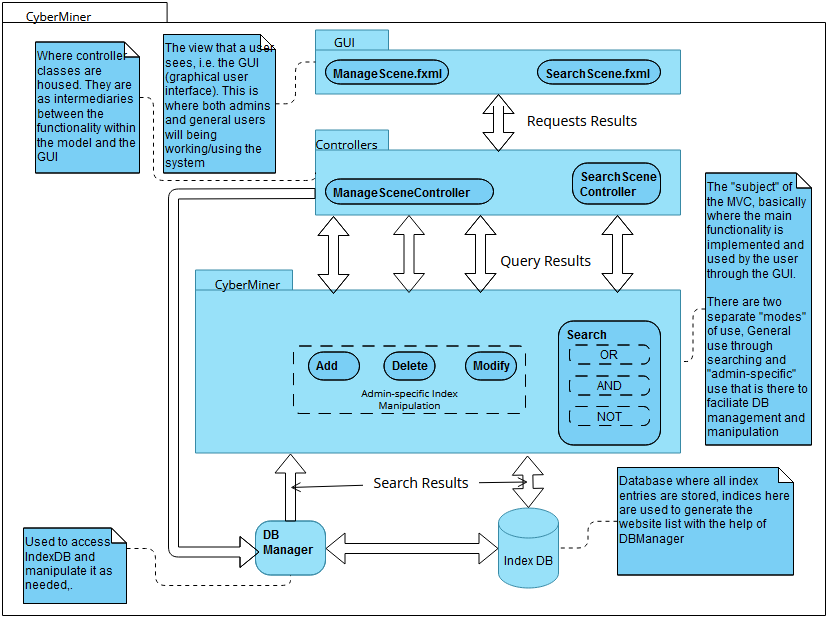 CyberMiner
Where controller
classes are
housed. They are
as intermediaries
between the
functionality within
the model and the
GUI
The view that a user
sees, i.e. the GUI
(graphical user
interface). This is
where both admins
and general users
will being
working/using the
system
GUI
ManageScene.fxml
SearchScene.fxml
Requests Results
Controllers
ManageSceneController
SearchScene
Controller
The "subject" of
the MVC, basically
where the main
functionality is
implemented and
used by the user
through the GUI.
There are two
separate "modes"
of use, General
use through
searching and
"admin-specific"
use that is there to
faciliate DB
management and
manipulation
Query Results
CyberMiner
Add
Delete
Modify
Admin-specific Index
Manipulation
Search
OR
AND
NOT
Search Results
Used to access
IndexDB and
manipulate it as
needed,.
DB
Manager
Index DB
Database where all index
entries are stored, indices here
are used to generate the
website list with the help of
DBManager